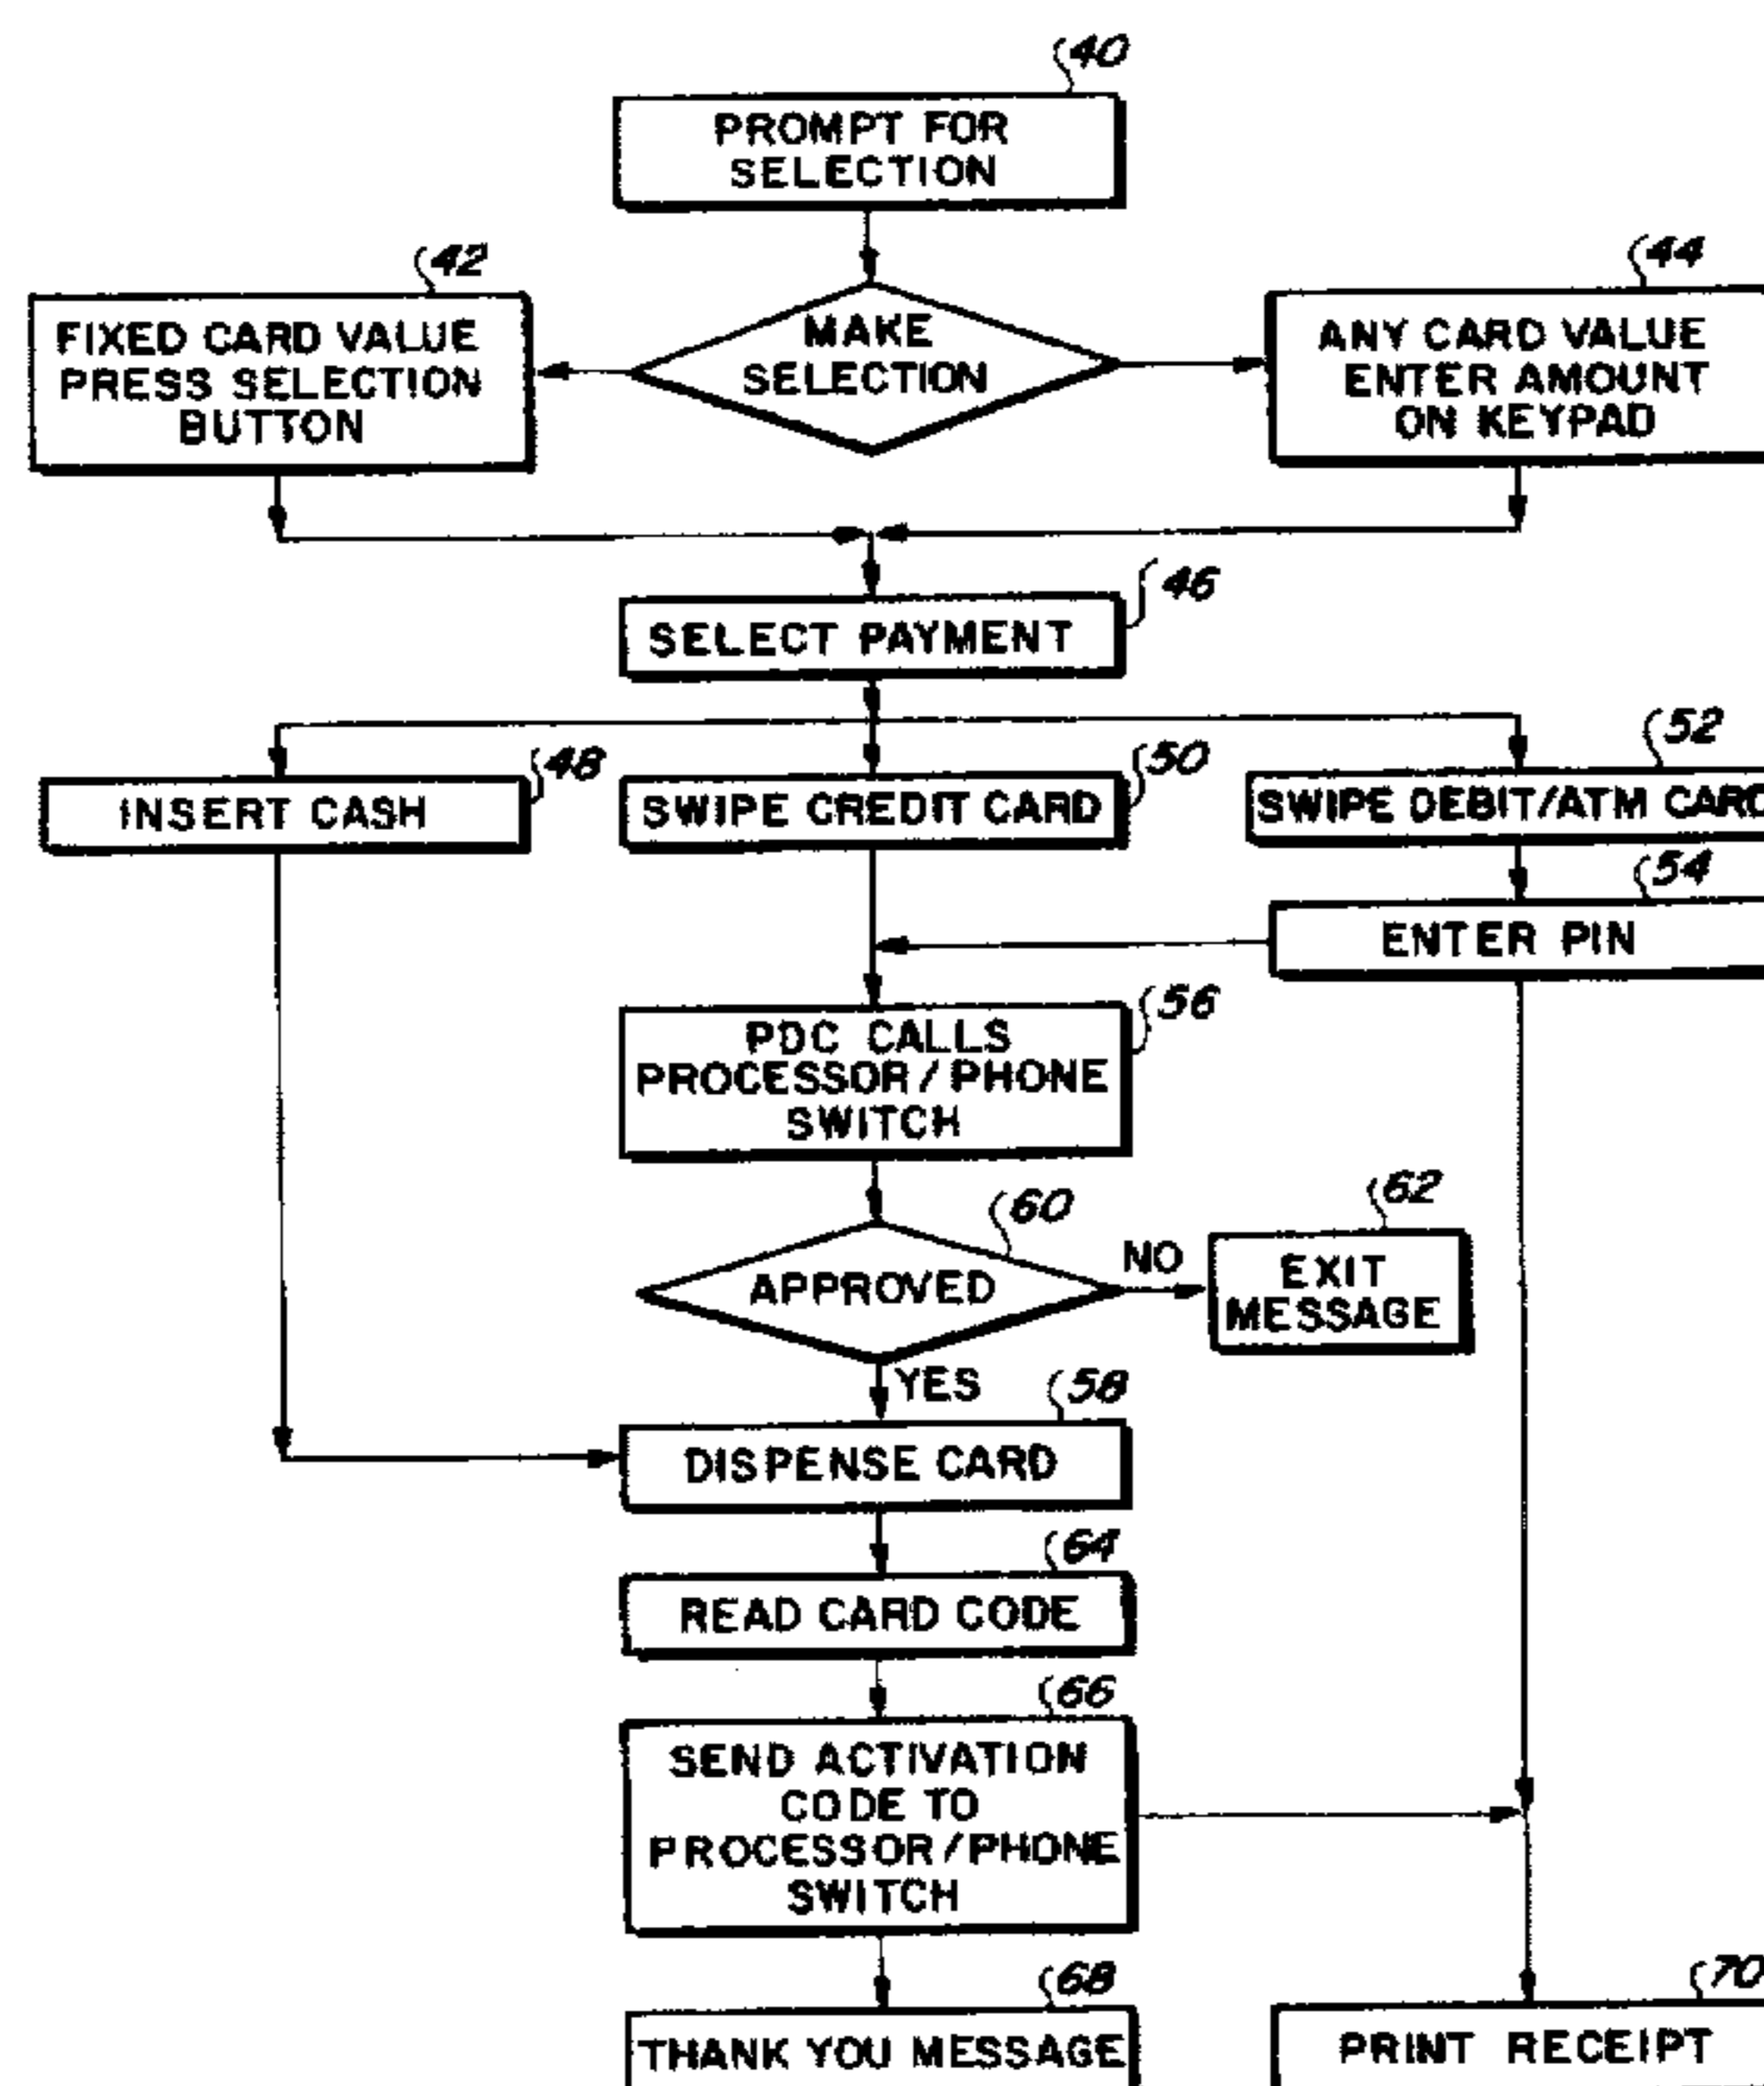 40
PROMPT FOR
SELECTION
42
44
FIXED CARD VALUE
PRESS SELECTION
BUTTON
MAKE
SELECTION
ANY CARD VALUE
ENTER AMOUNT
ON KEYPAD
46
SELECT PAYMENT
48
50
52
INSERT CASH
SWIPE CREDIT CARD
SWIPE DEBIT/ATM CARD
54
ENTER PIN
56
PDC CALLS
PROCESSOR/PHONE
SWITCH
60
62
APPROVED
NO
EXIT
MESSAGE
YES
58
DISPENSE CARD
64
READ CARD CODE
66
SEND ACTIVATION
CODE TO
PROCESSOR/PHONE
SWITCH
68
70
THANK YOU MESSAGE
PRINT RECEIPT